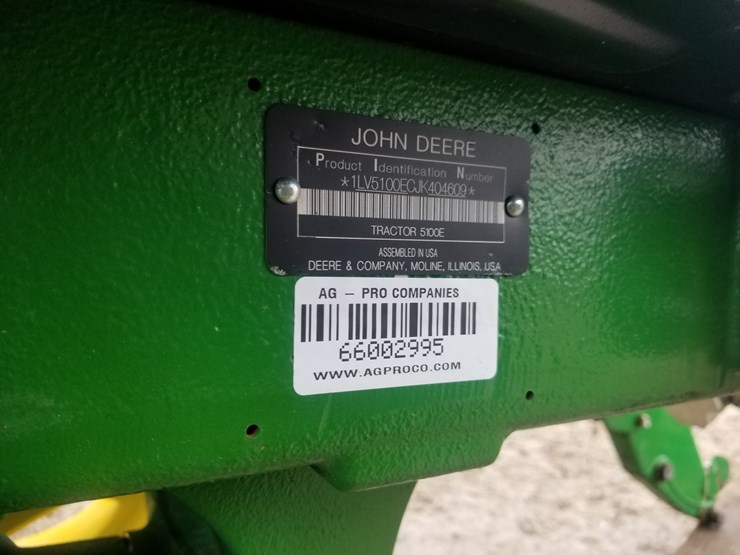 JOHN DEERE
Product Identification Number
*1LV5100ECJK404609*
TRACTOR 5100E
ASSEMBLED IN USA
DEERE & COMPANY, MOLINE, ILLINOIS, USA
AG - PRO COMPANIES
66002995
WWW.AGPROCO.COM